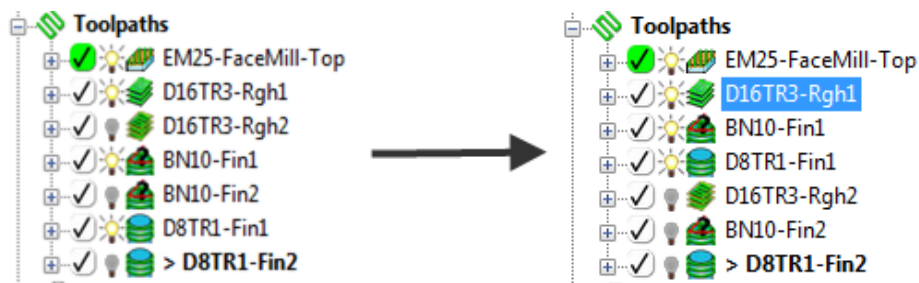 Toolpaths
EM25-FaceMill-Top
D16TR3-Rgh1
D16TR3-Rgh2
BN10-Fin1
BN10-Fin2
D8TR1-Fin1
> D8TR1-Fin2
Toolpaths
EM25-FaceMill-Top
D16TR3-Rgh1
BN10-Fin1
D8TR1-Fin1
D16TR3-Rgh2
BN10-Fin2
> D8TR1-Fin2